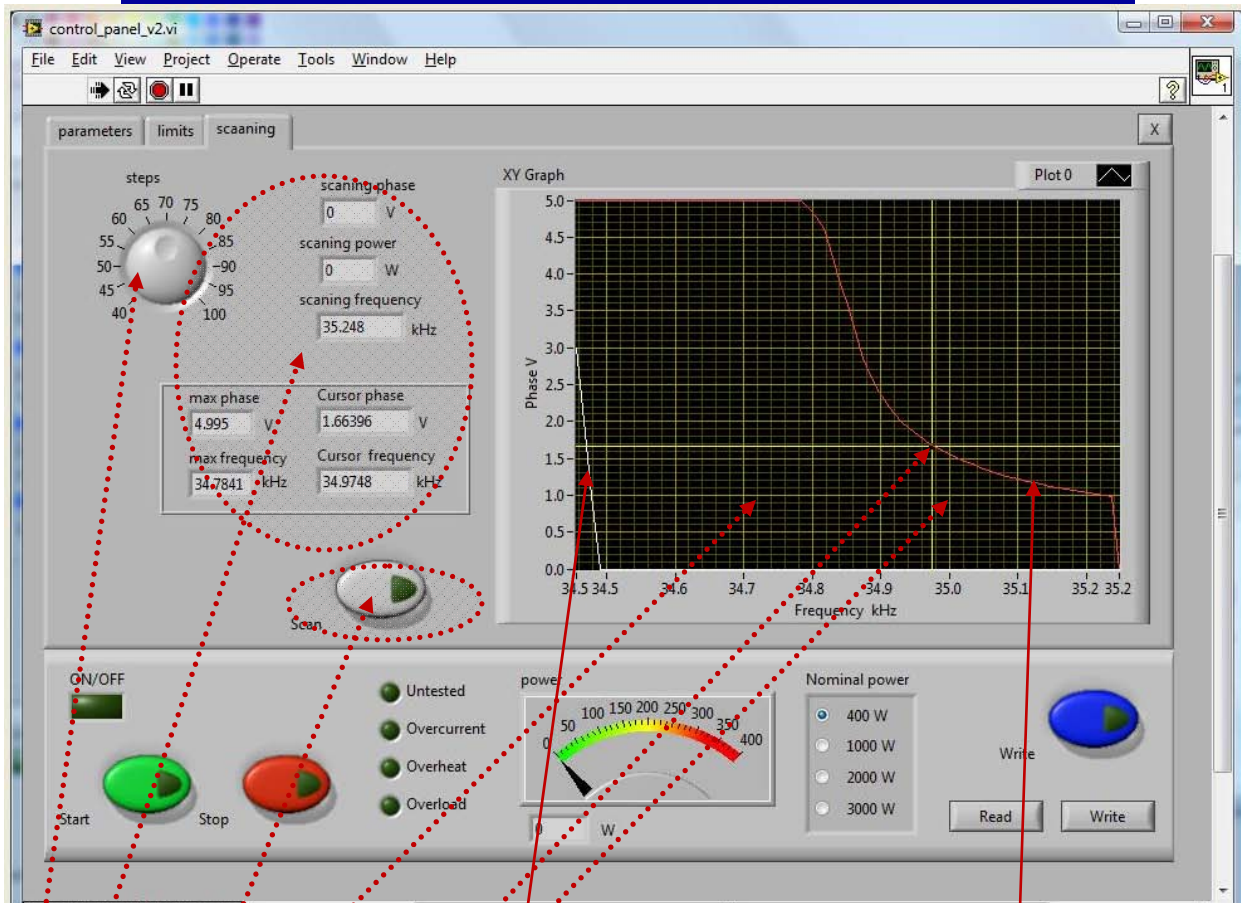 control_panel_v2.vi
File Edit View Project Operate Tools Window Help
1
parameters limits scaaning
X
steps
40 45 50 55 60 65 70 75 80 85 90 95 100
scaning phase
0 V
scaning power
0 W
scaning frequency
35.248 kHz
max phase
4.995 V
Cursor phase
1.66396 V
max frequency
34.7841 kHz
Cursor frequency
34.9748 kHz
Scan
XY Graph
Plot 0
Phase V
5.0
4.5
4.0
3.5
3.0
2.5
2.0
1.5
1.0
0.5
0.0
34.5 34.5 34.6 34.7 34.8 34.9 35.0 35.1 35.2 35.2
Frequency kHz
ON/OFF
Start
Stop
Untested
Overcurrent
Overheat
Overload
power
0 50 100 150 200 250 300 350 400
0 W
Nominal power
400 W
1000 W
2000 W
3000 W
Write
Read
Write